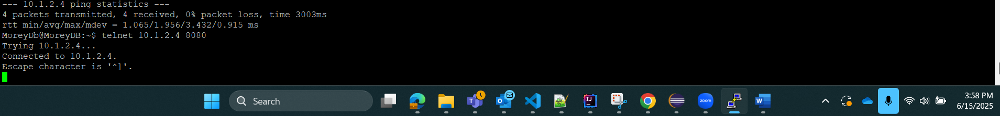 --- 10.1.2.4 ping statistics ---
4 packets transmitted, 4 received, 0% packet loss, time 3003ms
rtt min/avg/max/mdev = 1.065/1.956/3.432/0.915 ms
MoreyDb@MoreyDB:~$ telnet 10.1.2.4 8080
Trying 10.1.2.4...
Connected to 10.1.2.4.
Escape character is '^]'.
Search
T
O
IJ
zoom
W
3:58 PM
6/15/2025